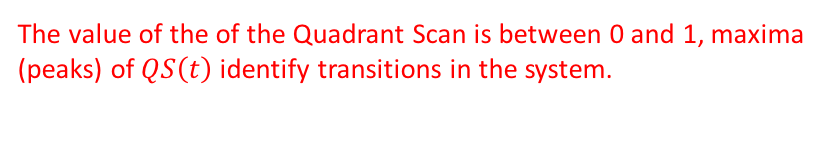 The value of the of the Quadrant Scan is between 0 and 1, maxima
(peaks) of QS(t) identify transitions in the system.